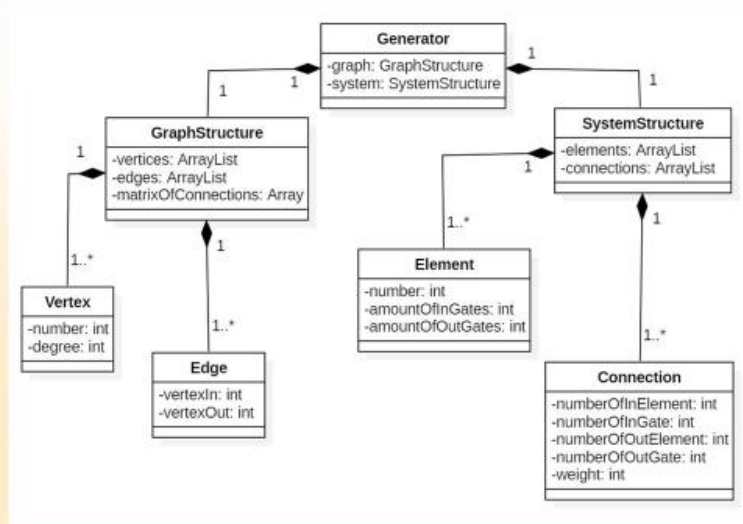 Generator
-graph: GraphStructure
-system: SystemStructure
1
1
1
1
GraphStructure
-vertices: ArrayList
-edges: ArrayList
-matrixOfConnections: Array
SystemStructure
-elements: ArrayList
-connections: ArrayList
1
1
1
1
1..*
1..*
1..*
1..*
Vertex
-number: int
-degree: int
Edge
-vertexIn: int
-vertexOut: int
Element
-number: int
-amountOfInGates: int
-amountOfOutGates: int
Connection
-numberOfInElement: int
-numberOfInGate: int
-numberOfOutElement: int
-numberOfOutGate: int
-weight: int